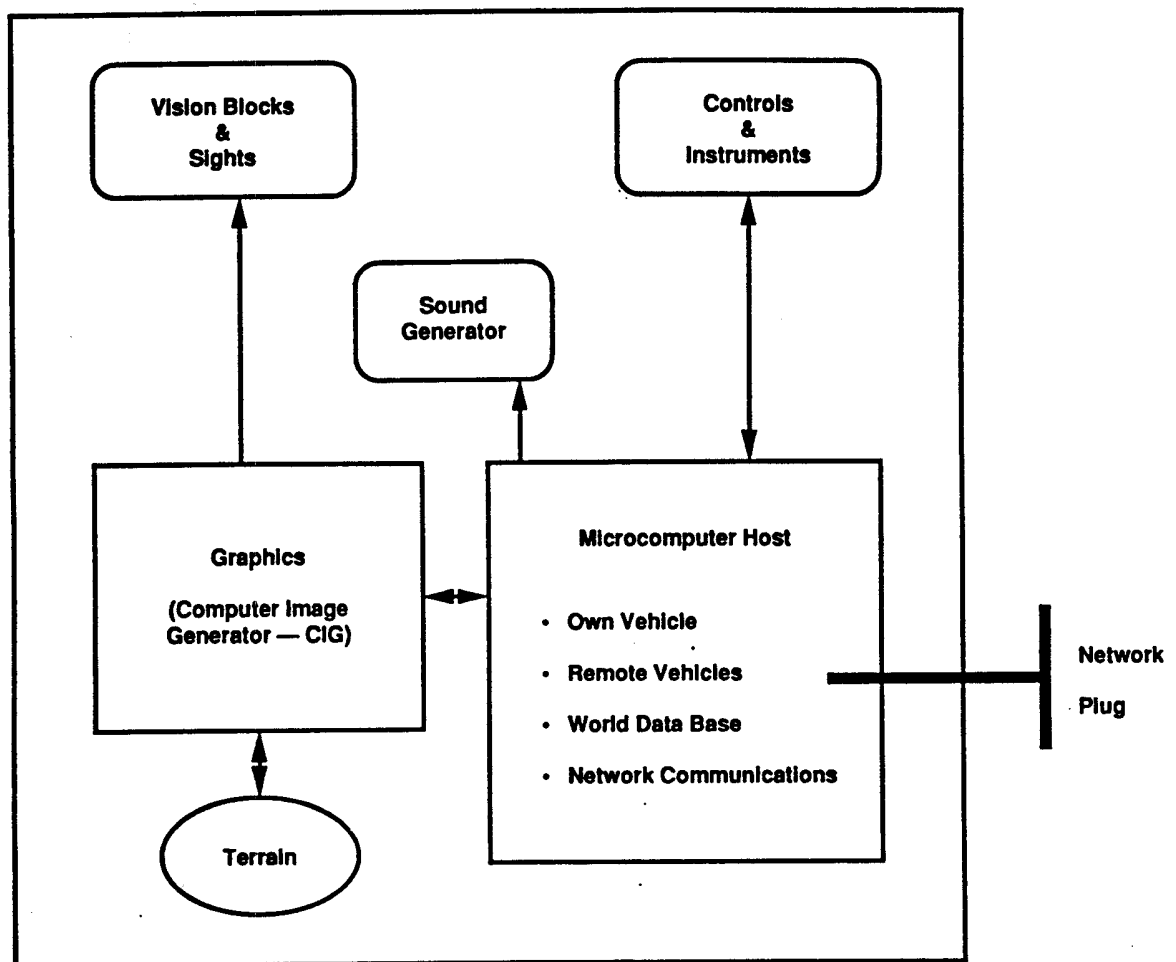 Vision Blocks
&
Sights
Controls
&
Instruments
Sound
Generator
Graphics
(Computer Image
Generator — CIG)
Microcomputer Host
• Own Vehicle
• Remote Vehicles
• World Data Base
• Network Communications
Network
Plug
Terrain